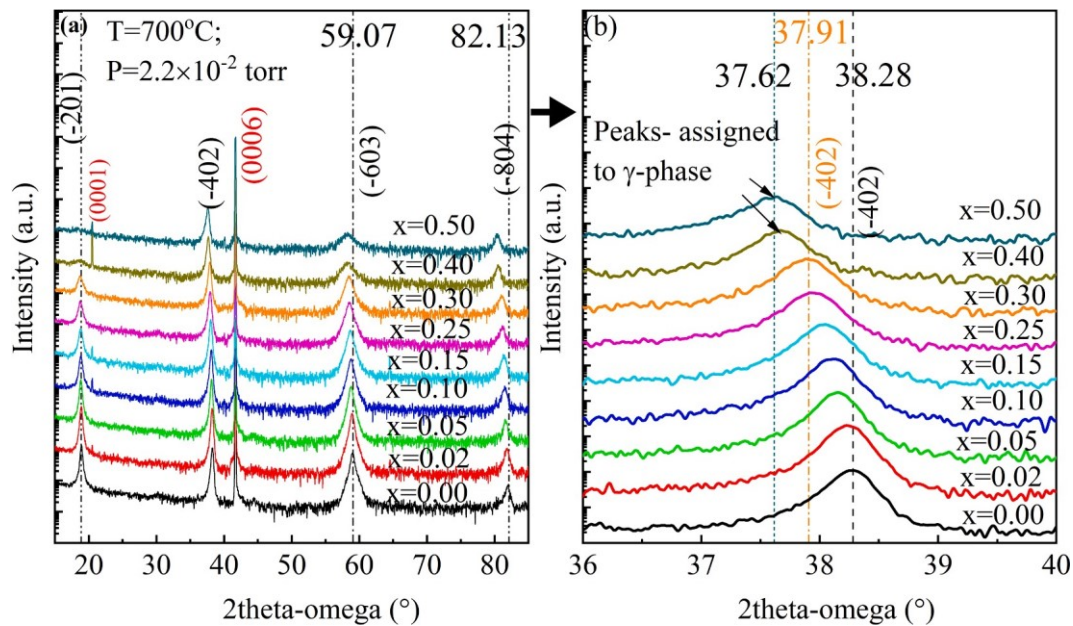 (a)
T=700°C;
P=2.2×10⁻² torr
59.07
82.13
(-201)
(0001)
(-402)
(0006)
(-603)
(-804)
x=0.50
x=0.40
x=0.30
x=0.25
x=0.15
x=0.10
x=0.05
x=0.02
x=0.00
Intensity (a.u.)
20 30 40 50 60 70 80
2theta-omega (°)
(b)
37.91
37.62
38.28
Peaks- assigned
to γ-phase
(-402)
(-402)
x=0.50
x=0.40
x=0.30
x=0.25
x=0.15
x=0.10
x=0.05
x=0.02
x=0.00
Intensity (a.u.)
36 37 38 39 40
2theta-omega (°)